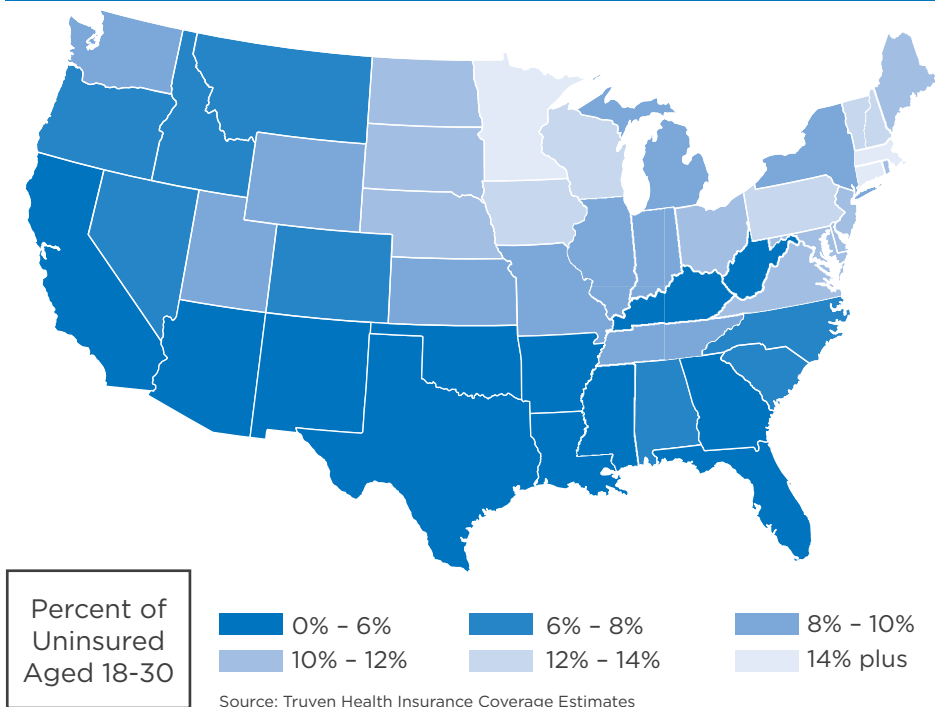 Percent of
Uninsured
Aged 18-30
0% – 6%
6% – 8%
8% – 10%
10% – 12%
12% – 14%
14% plus
Source: Truven Health Insurance Coverage Estimates